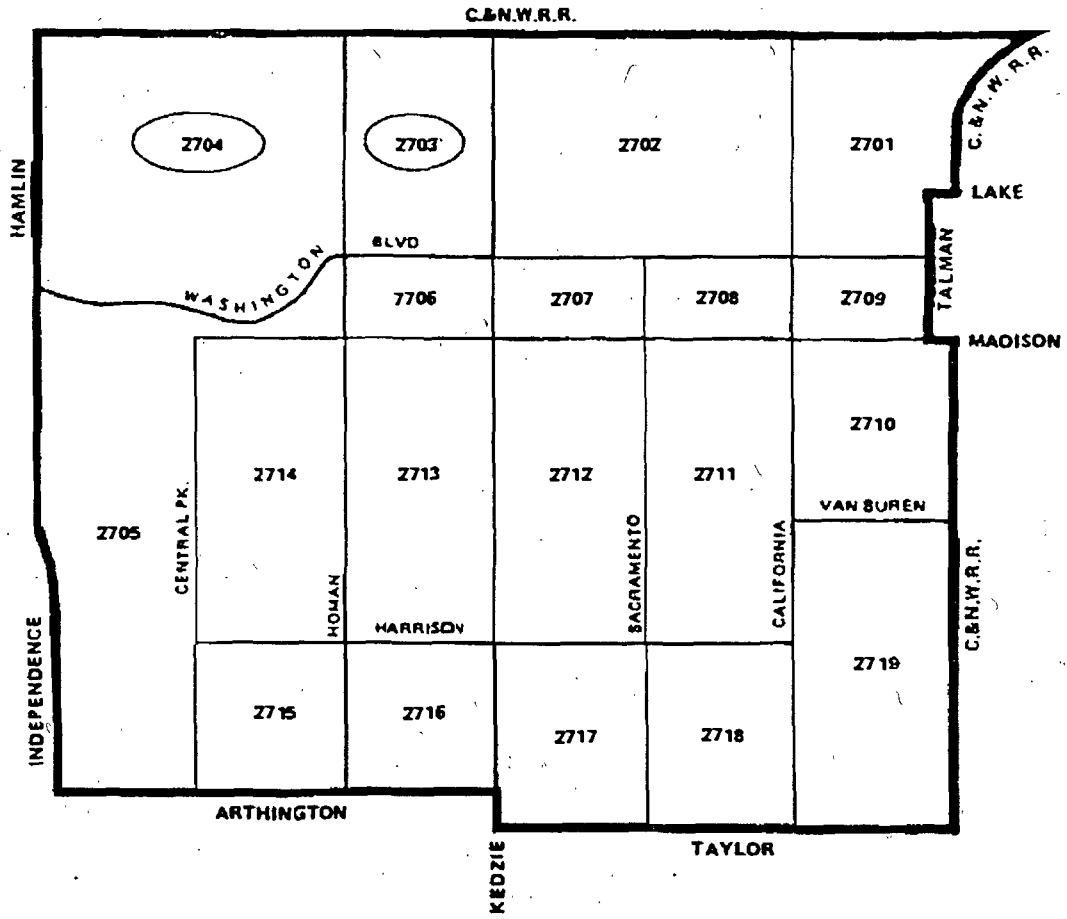 C.&N.W.R.R.
C.&N.W.R.R.
2704
2703
2702
2701
HAMLIN
LAKE
TALMAN
BLVD
WASHINGTON
7706
2707
2708
2709
MADISON
2710
2714
2713
2712
2711
VAN BUREN
2705
CENTRAL PK.
HOMAN
SACRAMENTO
CALIFORNIA
C.&N.W.R.R.
HARRISON
INDEPENDENCE
2719
2715
2716
2717
2718
ARTHINGTON
TAYLOR
KEDZIE